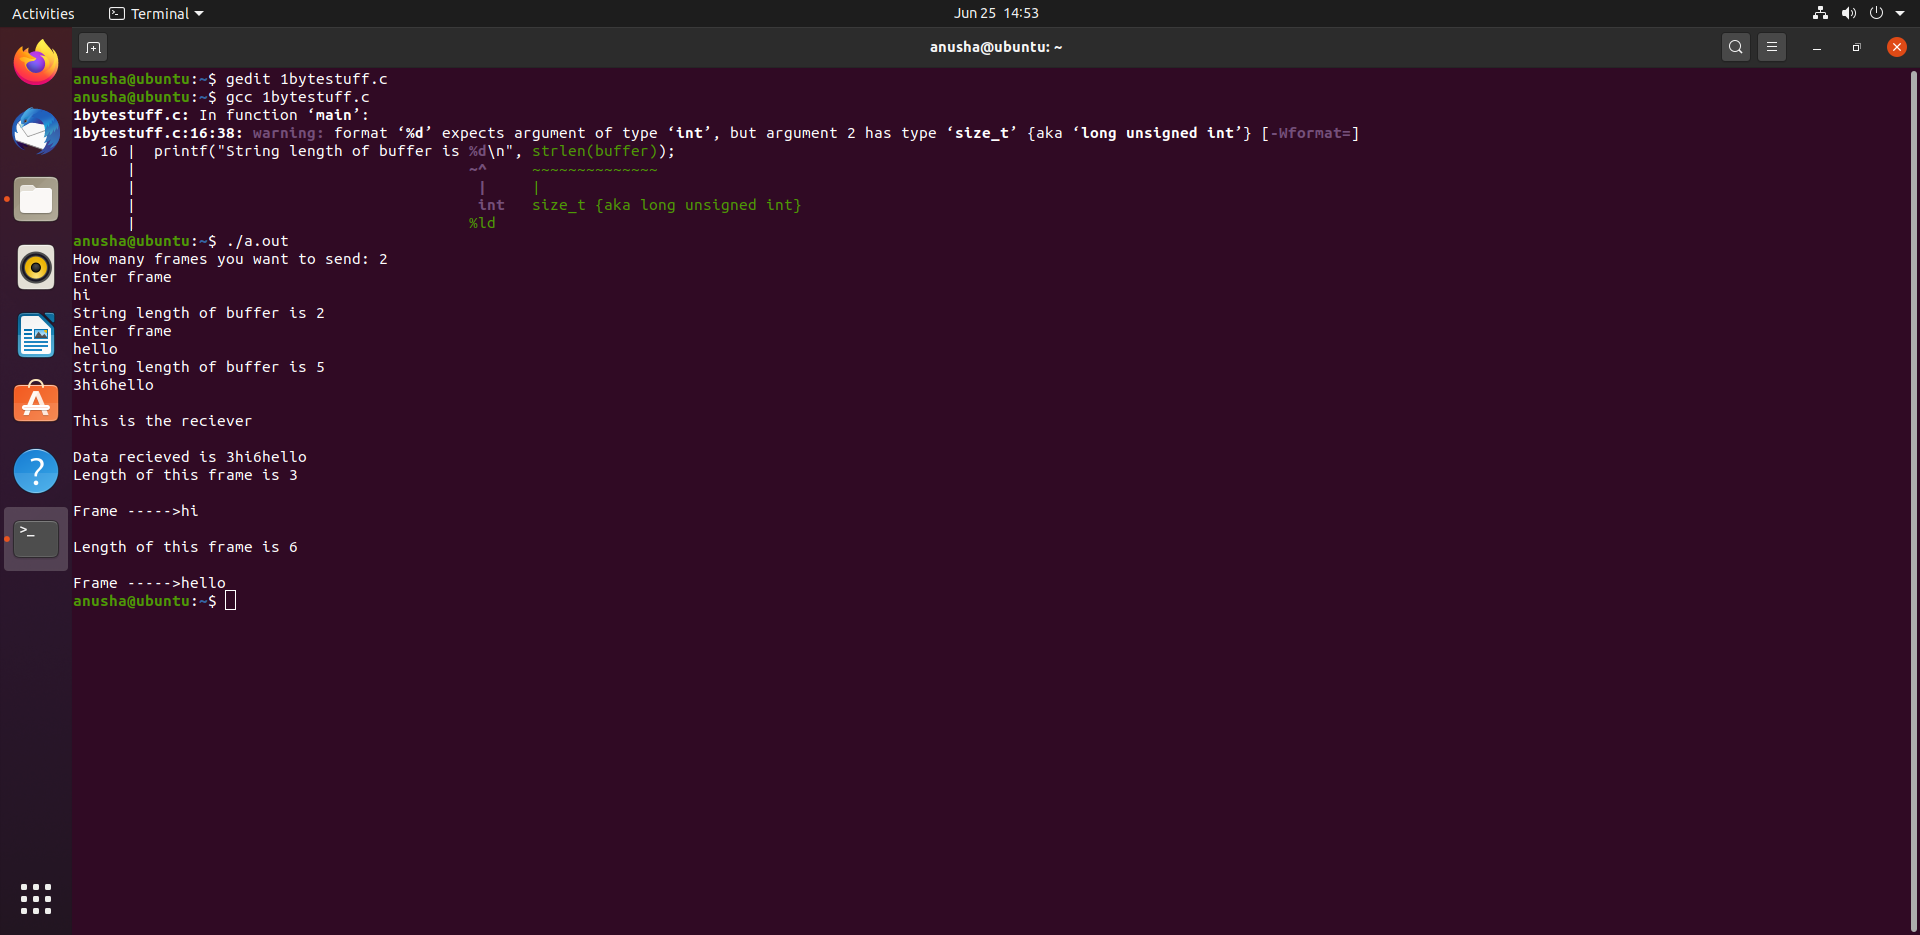 Activities Terminal Jun 25 14:53
anusha@ubuntu: ~
anusha@ubuntu:~$ gedit 1bytestuff.c
anusha@ubuntu:~$ gcc 1bytestuff.c
1bytestuff.c: In function ‘main’:
1bytestuff.c:16:38: warning: format ‘%d’ expects argument of type ‘int’, but argument 2 has type ‘size_t’ {aka ‘long unsigned int’} [-Wformat=]
   16 |  printf("String length of buffer is %d\n", strlen(buffer));
      |                                     ~^     ~~~~~~~~~~~~~~
      |                                      |     |
      |                                      int   size_t {aka long unsigned int}
      |                                     %ld
anusha@ubuntu:~$ ./a.out
How many frames you want to send: 2
Enter frame
hi
String length of buffer is 2
Enter frame
hello
String length of buffer is 5
3hi6hello
This is the reciever
Data recieved is 3hi6hello
Length of this frame is 3
Frame ----->hi
Length of this frame is 6
Frame ----->hello
anusha@ubuntu:~$